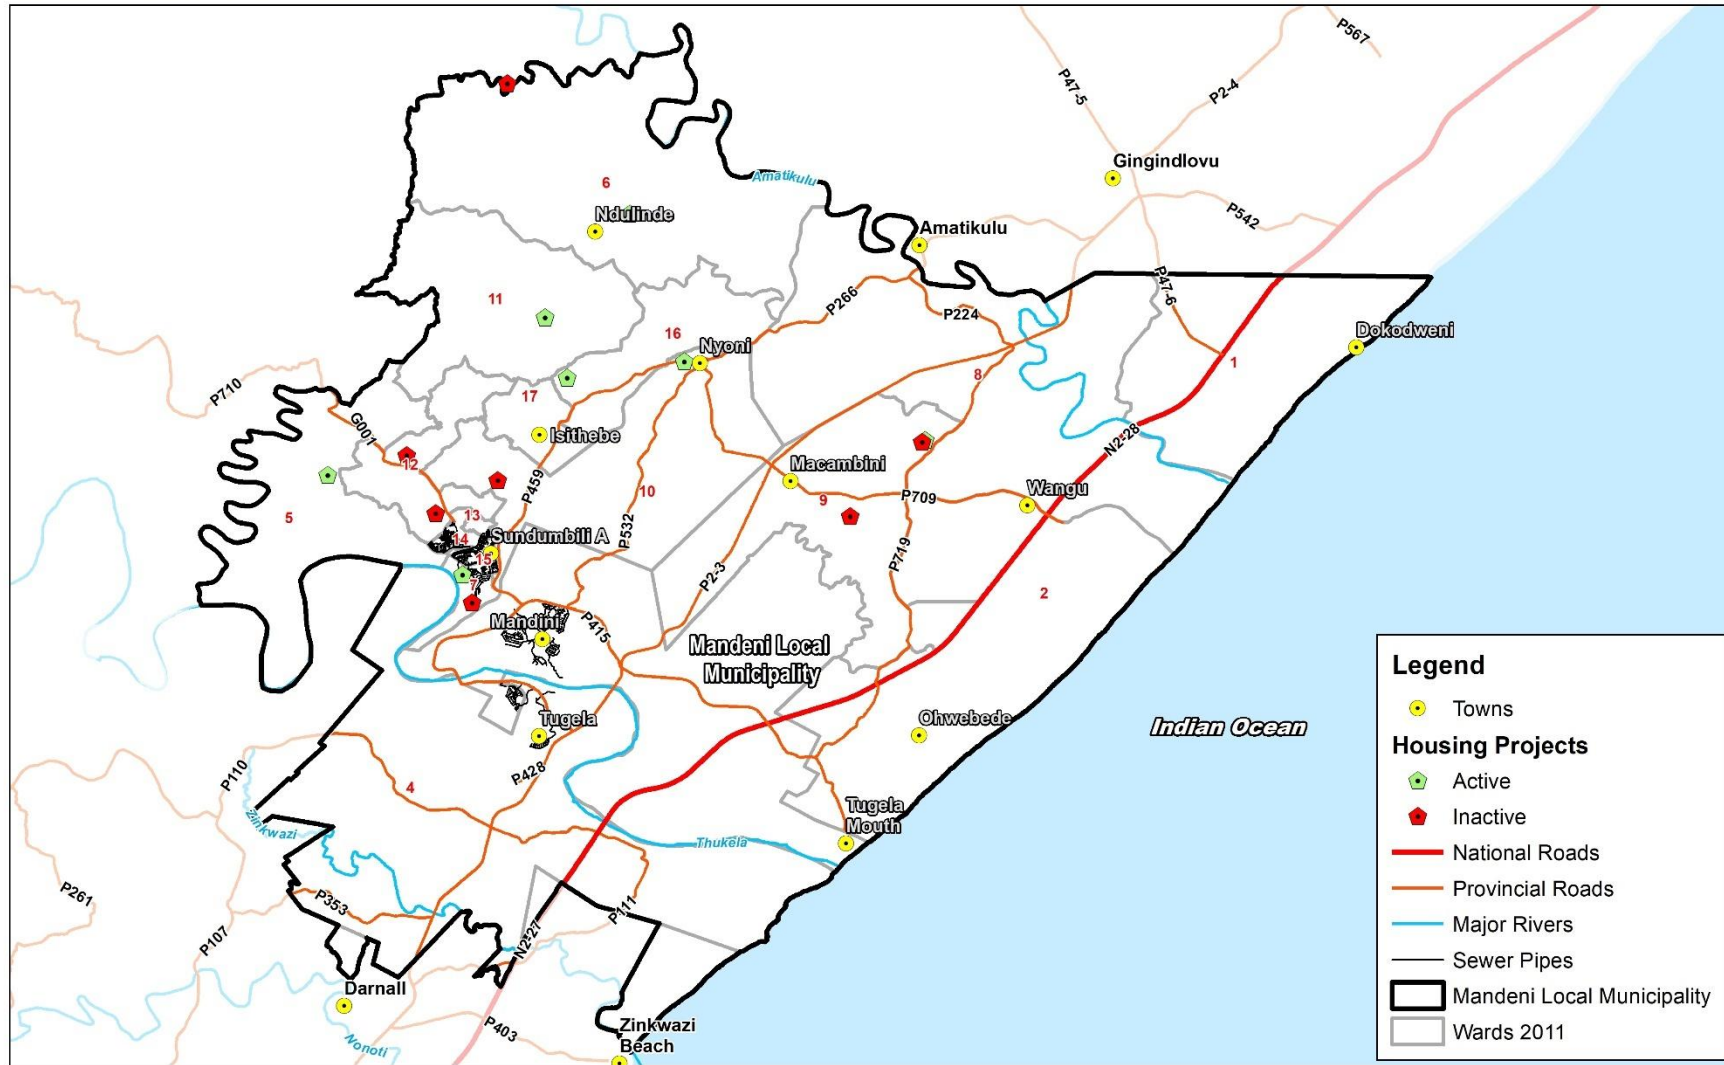 P567
P47-5
P2-4
Gingindlovu
Amatikulu
6
Ndulinde
P542
Amatikulu
P47-6
11
P266
P224
16
Nyoni
Dokodweni
1
8
P710
17
G001
Isithebe
N2-28
12
Macambini
P459
10
9
P709
Wangu
5
13
14
Sundumbili A
15
P532
P719
7
P2-3
2
Mandini
P415
Mandeni Local
Municipality
Tugela
Ohwebede
Indian Ocean
P110
P428
4
Zinkwazi
Tugela
Mouth
Thukela
P261
P353
P111
P107
N2-27
Darnall
P403
Zinkwazi
Beach
Nonoti
Legend
Towns
Housing Projects
Active
Inactive
National Roads
Provincial Roads
Major Rivers
Sewer Pipes
Mandeni Local Municipality
Wards 2011